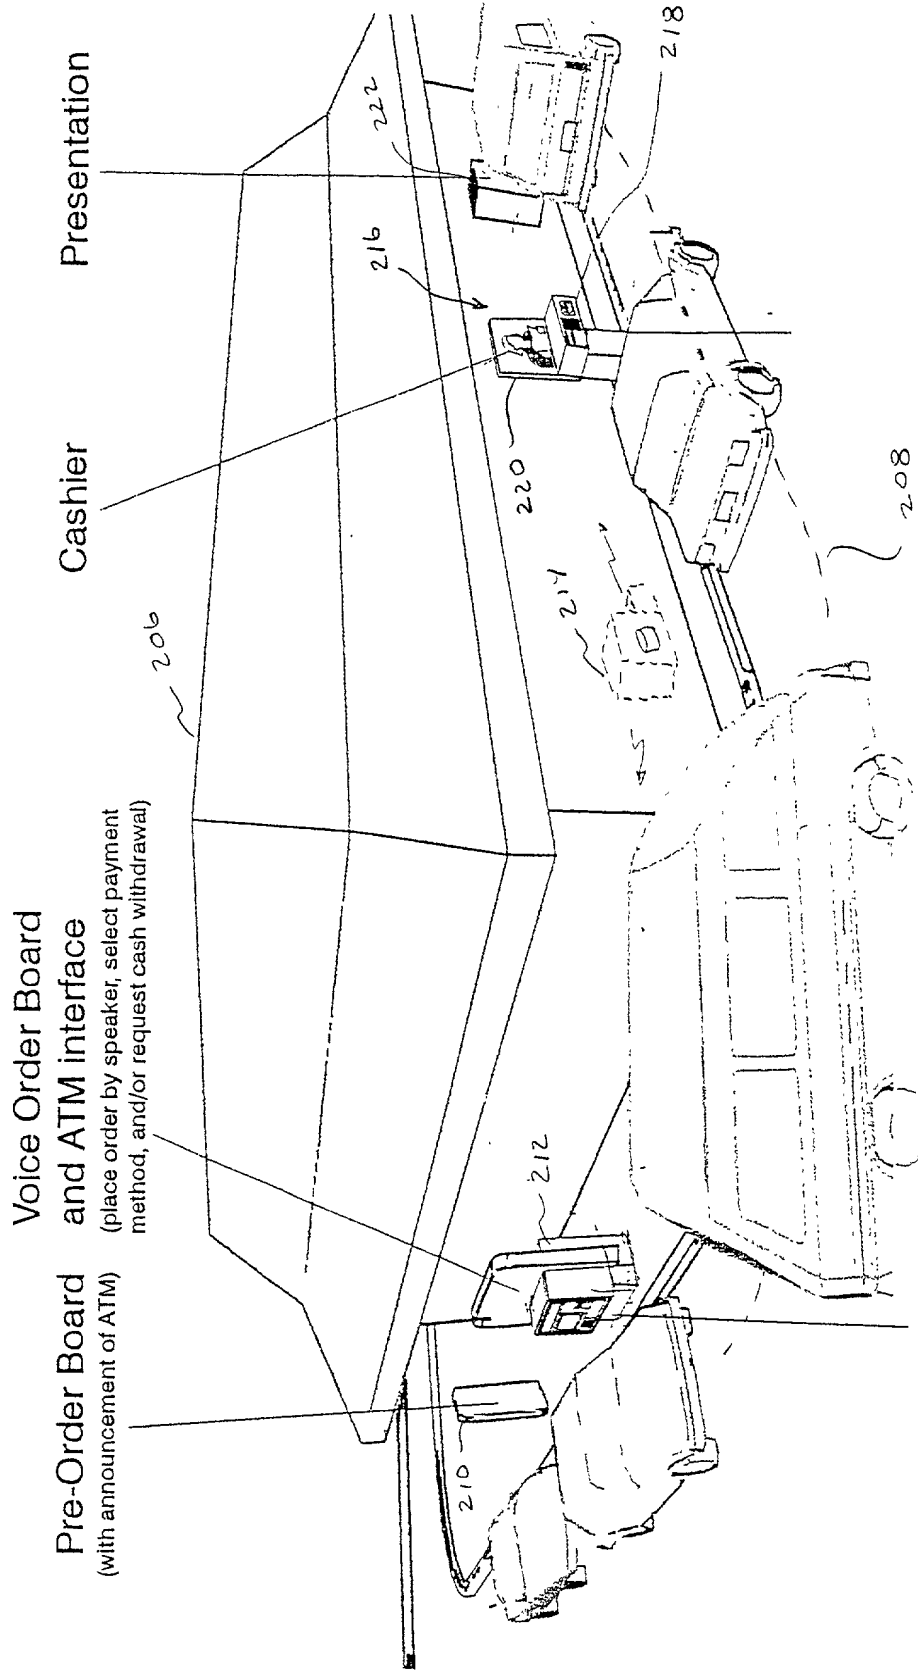 Pre-Order Board
(with announcement of ATM)
Voice Order Board
and ATM interface
(place order by speaker, select payment
method, and/or request cash withdrawal)
Cashier
Presentation
206
216
222
210
212
214
220
218
208